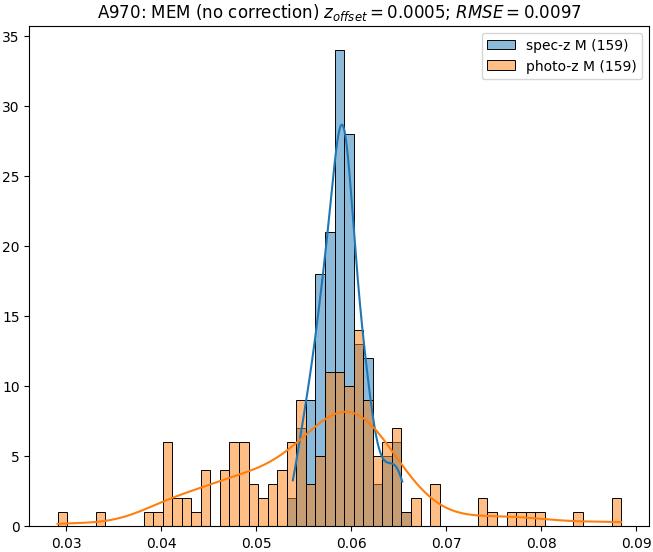 A970: MEM (no correction) z_offset = 0.0005; RMSE = 0.0097
spec-z M (159)
photo-z M (159)
35
30
25
20
15
10
5
0
0.03 0.04 0.05 0.06 0.07 0.08 0.09